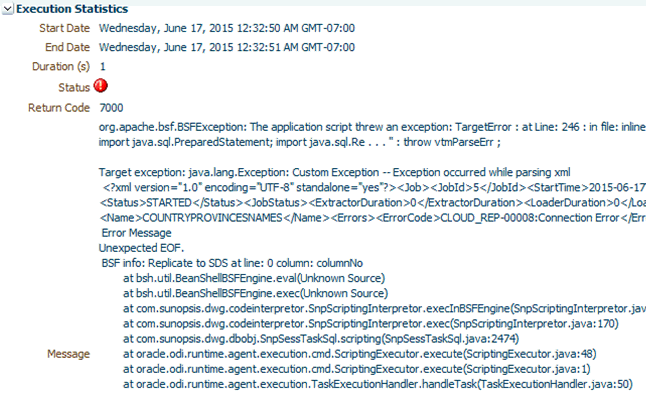 Execution Statistics
Start Date Wednesday, June 17, 2015 12:32:50 AM GMT-07:00
End Date Wednesday, June 17, 2015 12:32:51 AM GMT-07:00
Duration (s) 1
Status
Return Code 7000
org.apache.bsf.BSFException: The application script threw an exception: TargetError : at Line: 246 : in file: inline
import java.sql.PreparedStatement; import java.sql.Re . . . '' : throw vtmParseErr ;
Target exception: java.lang.Exception: Custom Exception -- Exception occurred while parsing xml
<?xml version="1.0" encoding="UTF-8" standalone="yes"?><Job><JobId>5</JobId><StartTime>2015-06-17
<Status>STARTED</Status><JobStatus><ExtractorDuration>0</ExtractorDuration><LoaderDuration>0</Loa
<Name>COUNTRYPROVINCESNAMES</Name><Errors><ErrorCode>CLOUD_REP-00008:Connection Error</Err
Error Message
Unexpected EOF.
BSF info: Replicate to SDS at line: 0 column: columnNo
at bsh.util.BeanShellBSFEngine.eval(Unknown Source)
at bsh.util.BeanShellBSFEngine.exec(Unknown Source)
at com.sunopsis.dwg.codeinterpretor.SnpScriptingInterpretor.execInBSFEngine(SnpScriptingInterpretor.jav
at com.sunopsis.dwg.codeinterpretor.SnpScriptingInterpretor.exec(SnpScriptingInterpretor.java:170)
at com.sunopsis.dwg.dbobj.SnpSessTaskSql.scripting(SnpSessTaskSql.java:2474)
Message at oracle.odi.runtime.agent.execution.cmd.ScriptingExecutor.execute(ScriptingExecutor.java:48)
at oracle.odi.runtime.agent.execution.cmd.ScriptingExecutor.execute(ScriptingExecutor.java:1)
at oracle.odi.runtime.agent.execution.TaskExecutionHandler.handleTask(TaskExecutionHandler.java:50)